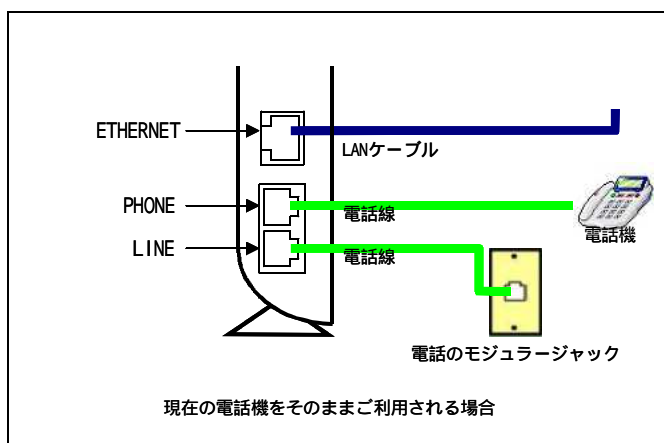 ETHERNET
LANケーブル
PHONE
電話線
電話機
LINE
電話線
電話のモジュラージャック
現在の電話機をそのままご利用される場合